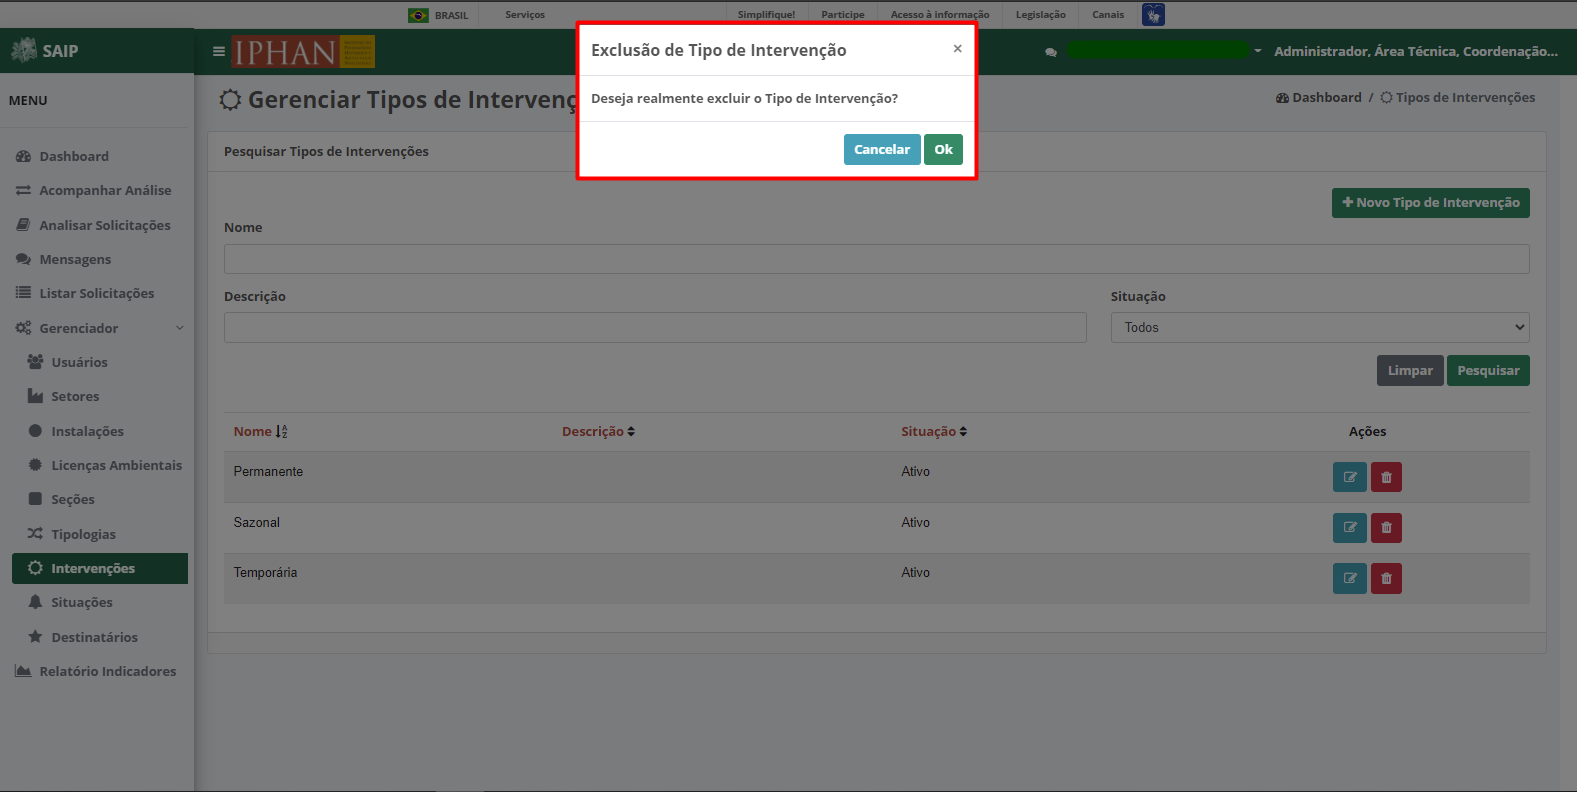 BRASIL Serviços Simplifique! Participe Acesso à informação Legislação Canais
SAIP
IPHAN
Administrador, Área Técnica, Coordenação...
Exclusão de Tipo de Intervenção ×
Deseja realmente excluir o Tipo de Intervenção?
Cancelar Ok
MENU
Dashboard
Acompanhar Análise
Analisar Solicitações
Mensagens
Listar Solicitações
Gerenciador
Usuários
Setores
Instalações
Licenças Ambientais
Seções
Tipologias
Intervenções
Situações
Destinatários
Relatório Indicadores
Gerenciar Tipos de Intervenç
Dashboard / Tipos de Intervenções
Pesquisar Tipos de Intervenções
Novo Tipo de Intervenção
Nome
Descrição Situação
Todos
Limpar Pesquisar
Nome Descrição Situação Ações
Permanente Ativo
Sazonal Ativo
Temporária Ativo